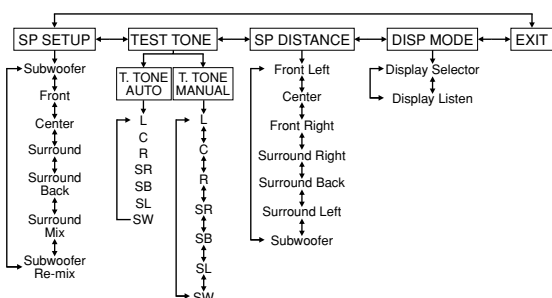 SP SETUP
TEST TONE
SP DISTANCE
DISP MODE
EXIT
Subwoofer
Front
Center
Surround
Surround
Back
Surround
Mix
Subwoofer
Re-mix
T. TONE
AUTO
L
C
R
SR
SB
SL
SW
T. TONE
MANUAL
L
C
R
SR
SB
SL
SW
Front Left
Center
Front Right
Surround Right
Surround Back
Surround Left
Subwoofer
Display Selector
Display Listen